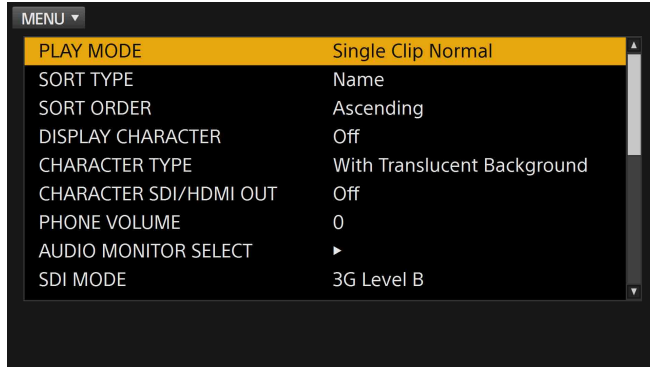 MENU ▼
PLAY MODE Single Clip Normal
SORT TYPE Name
SORT ORDER Ascending
DISPLAY CHARACTER Off
CHARACTER TYPE With Translucent Background
CHARACTER SDI/HDMI OUT Off
PHONE VOLUME 0
AUDIO MONITOR SELECT ►
SDI MODE 3G Level B